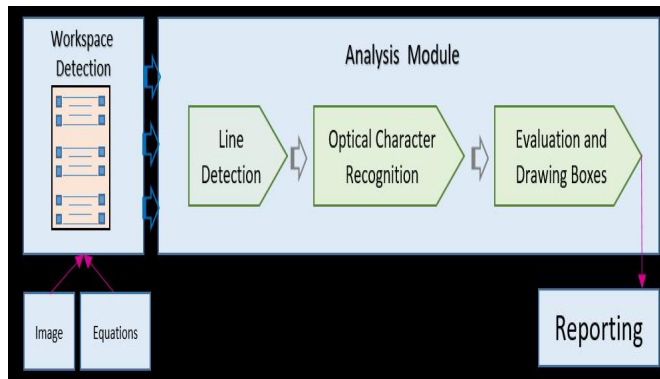 Workspace
Detection
Analysis Module
Line
Detection
Optical Character
Recognition
Evaluation and
Drawing Boxes
Image
Equations
Reporting